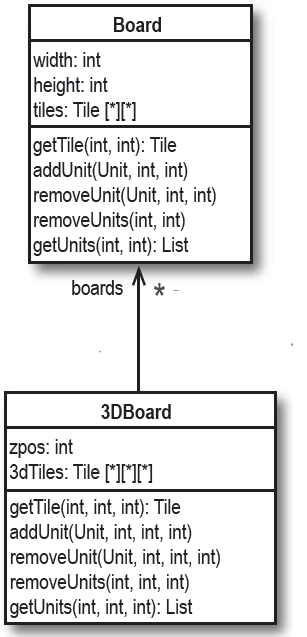 Board
width: int
height: int
tiles: Tile [*][*]
getTile(int, int): Tile
addUnit(Unit, int, int)
removeUnit(Unit, int, int)
removeUnits(int, int)
getUnits(int, int): List
boards *
3DBoard
zpos: int
3dTiles: Tile [*][*][*]
getTile(int, int, int): Tile
addUnit(Unit, int, int, int)
removeUnit(Unit, int, int, int)
removeUnits(int, int, int)
getUnits(int, int, int): List